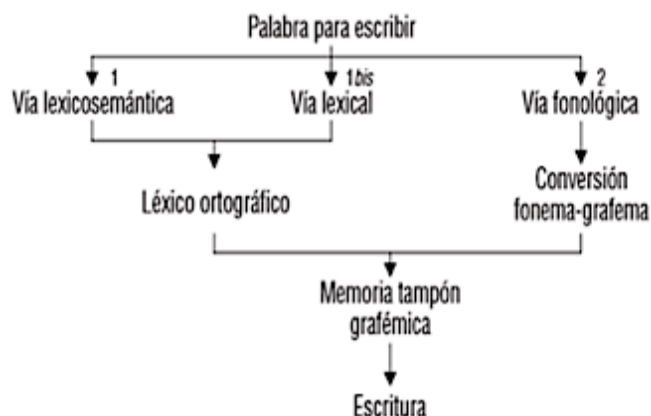 Palabra para escribir
1 1bis 2
Vía lexicosemántica Vía lexical Vía fonológica
Léxico ortográfico
Conversión
fonema-grafema
Memoria tampón
grafémica
Escritura